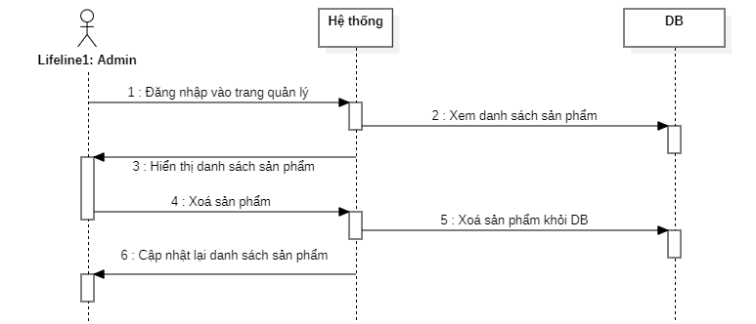 Hệ thống
DB
Lifeline1: Admin
1 : Đăng nhập vào trang quản lý
2 : Xem danh sách sản phẩm
3 : Hiển thị danh sách sản phẩm
4 : Xoá sản phẩm
5 : Xoá sản phẩm khỏi DB
6 : Cập nhật lại danh sách sản phẩm